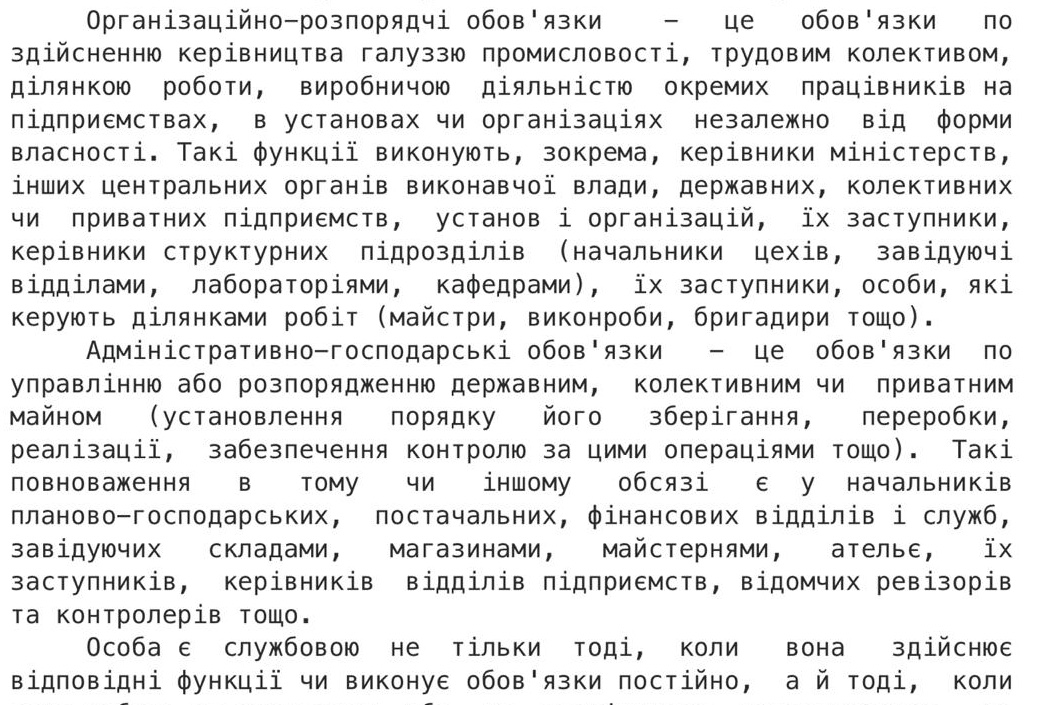 Організаційно-розпорядчі обов'язки - це обов'язки по
здійсненню керівництва галуззю промисловості, трудовим колективом,
ділянкою роботи, виробничою діяльністю окремих працівників на
підприємствах, в установах чи організаціях незалежно від форми
власності. Такі функції виконують, зокрема, керівники міністерств,
інших центральних органів виконавчої влади, державних, колективних
чи приватних підприємств, установ і організацій, їх заступники,
керівники структурних підрозділів (начальники цехів, завідуючі
відділами, лабораторіями, кафедрами), їх заступники, особи, які
керують ділянками робіт (майстри, виконроби, бригадири тощо).
Адміністративно-господарські обов'язки - це обов'язки по
управлінню або розпорядженню державним, колективним чи приватним
майном (установлення порядку його зберігання, переробки,
реалізації, забезпечення контролю за цими операціями тощо). Такі
повноваження в тому чи іншому обсязі є у начальників
планово-господарських, постачальних, фінансових відділів і служб,
завідуючих складами, магазинами, майстернями, ательє, їх
заступників, керівників відділів підприємств, відомчих ревізорів
та контролерів тощо.
Особа є службовою не тільки тоді, коли вона здійснює
відповідні функції чи виконує обов'язки постійно, а й тоді, коли